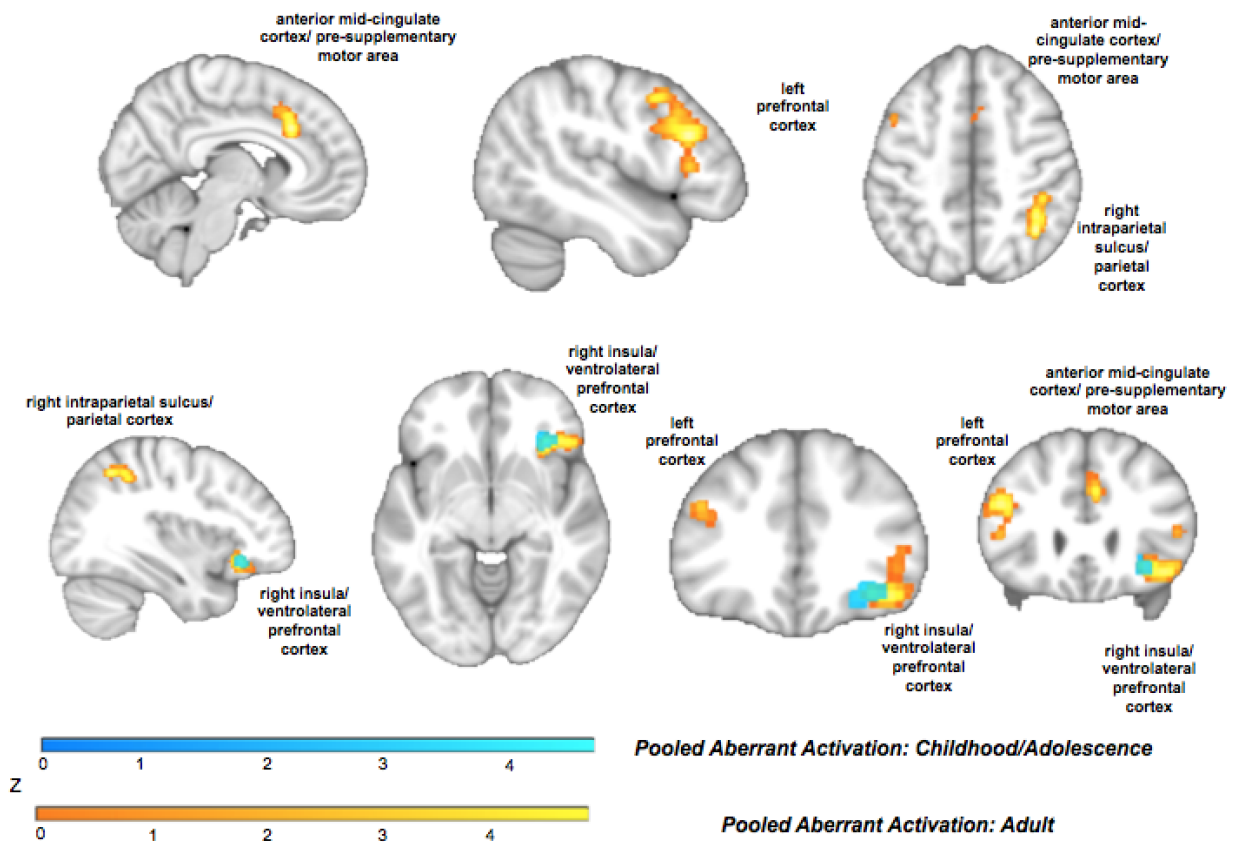 anterior mid-cingulate
cortex/ pre-supplementary
motor area
left
prefrontal
cortex
anterior mid-
cingulate cortex/
pre-supplementary
motor area
right
intraparietal
sulcus/
parietal
cortex
right intraparietal sulcus/
parietal cortex
right insula/
ventrolateral
prefrontal
cortex
right insula/
ventrolateral
prefrontal
cortex
left
prefrontal
cortex
right insula/
ventrolateral
prefrontal
cortex
anterior mid-cingulate
cortex/ pre-supplementary
motor area
left
prefrontal
cortex
right insula/
ventrolateral
prefrontal
cortex
0 1 2 3 4
Pooled Aberrant Activation: Childhood/Adolescence
Z
0 1 2 3 4
Pooled Aberrant Activation: Adult